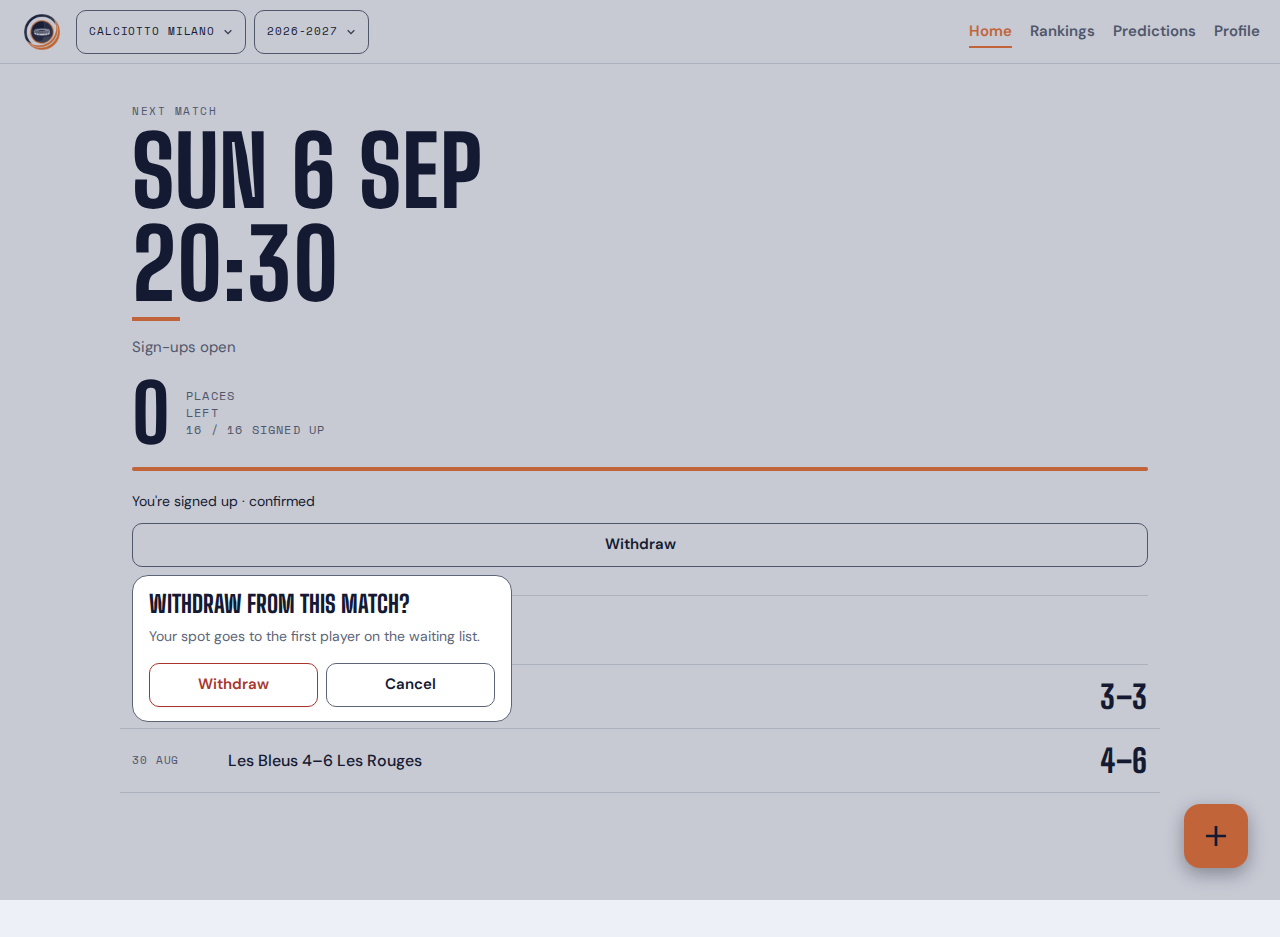 CALCIOTTO MILANO
2026-2027
Home
Rankings
Predictions
Profile
NEXT MATCH
SUN 6 SEP
20:30
Sign-ups open
0
PLACES
LEFT
16 / 16 SIGNED UP
You're signed up · confirmed
Withdraw
WITHDRAW FROM THIS MATCH?
Your spot goes to the first player on the waiting list.
Withdraw
Cancel
3–3
30 AUG
Les Bleus 4–6 Les Rouges
4–6